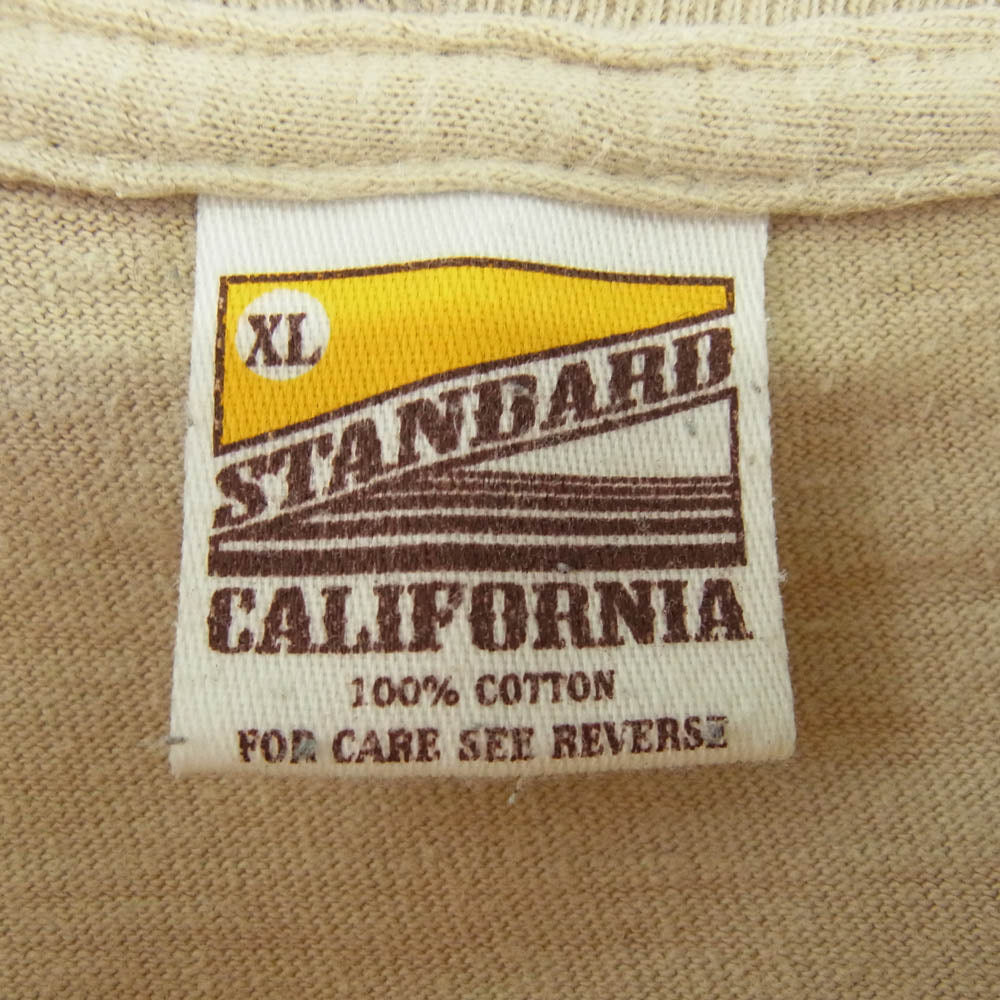 XL
STANDARD
CALIFORNIA
100% COTTON
FOR CARE SEE REVERSE